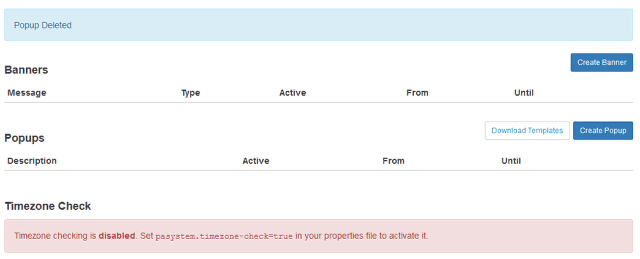 Popup Deleted
Create Banner
Banners
Message Type Active From Until
Download Templates Create Popup
Popups
Description Active From Until
Timezone Check
Timezone checking is disabled. Set pasystem.timezone-check=true in your properties file to activate it.